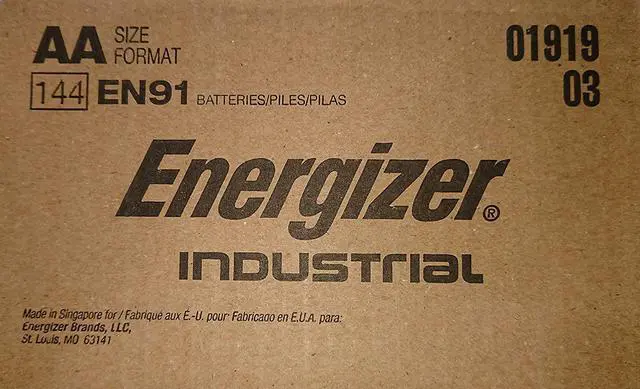 AA SIZE FORMAT 01919
144 EN91 BATTERIES/PILES/PILAS 03
Energizer®
INDUSTRIAL
Made in Singapore for / Fabriqué aux É.-U. pour: Fabricado en E.U.A. para:
Energizer Brands, LLC,
St. Louis, MO 63141